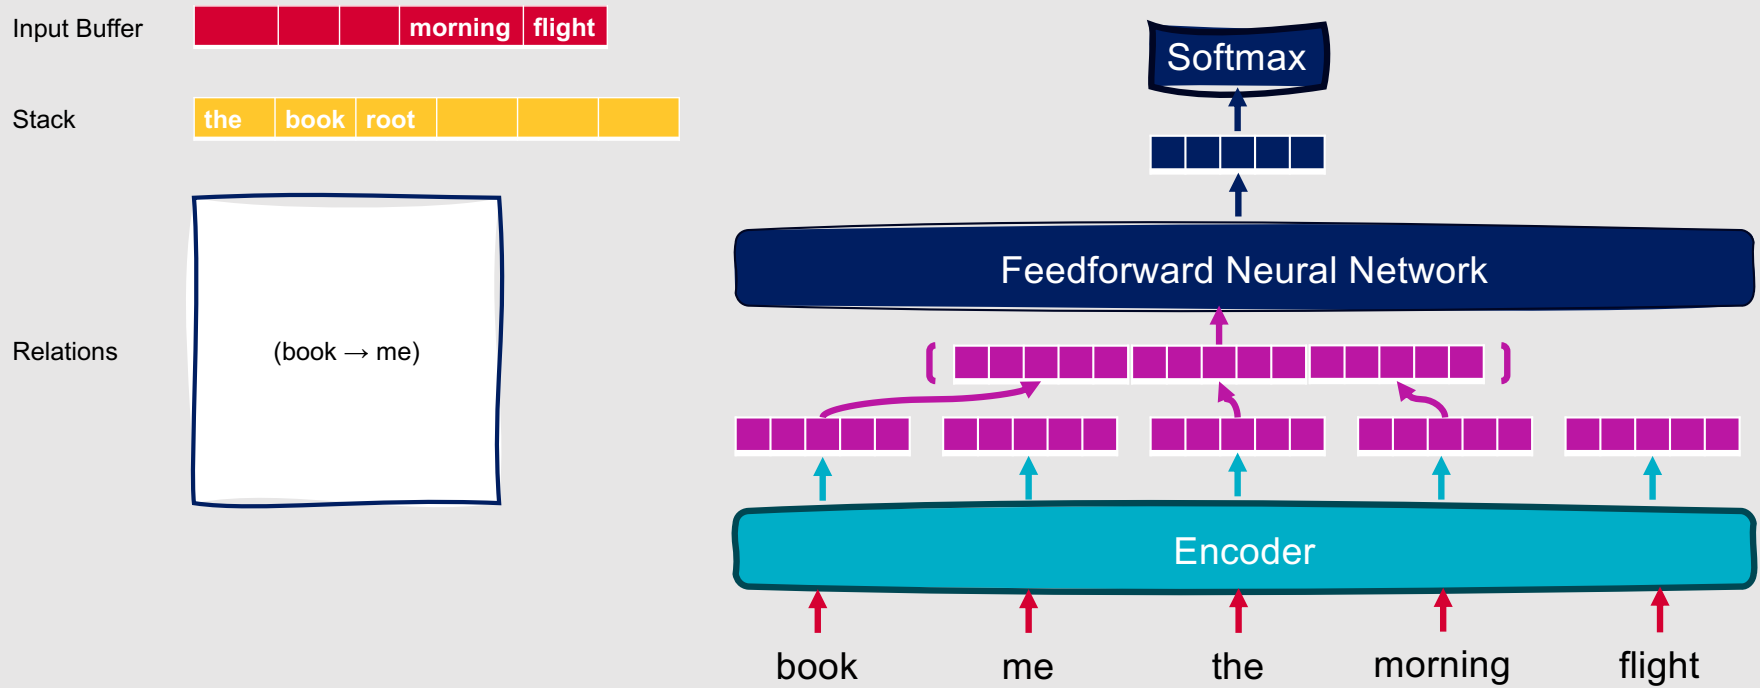 Input Buffer
morning flight
Stack
the book root
Relations
(book → me)
Softmax
Feedforward Neural Network
Encoder
book me the morning flight